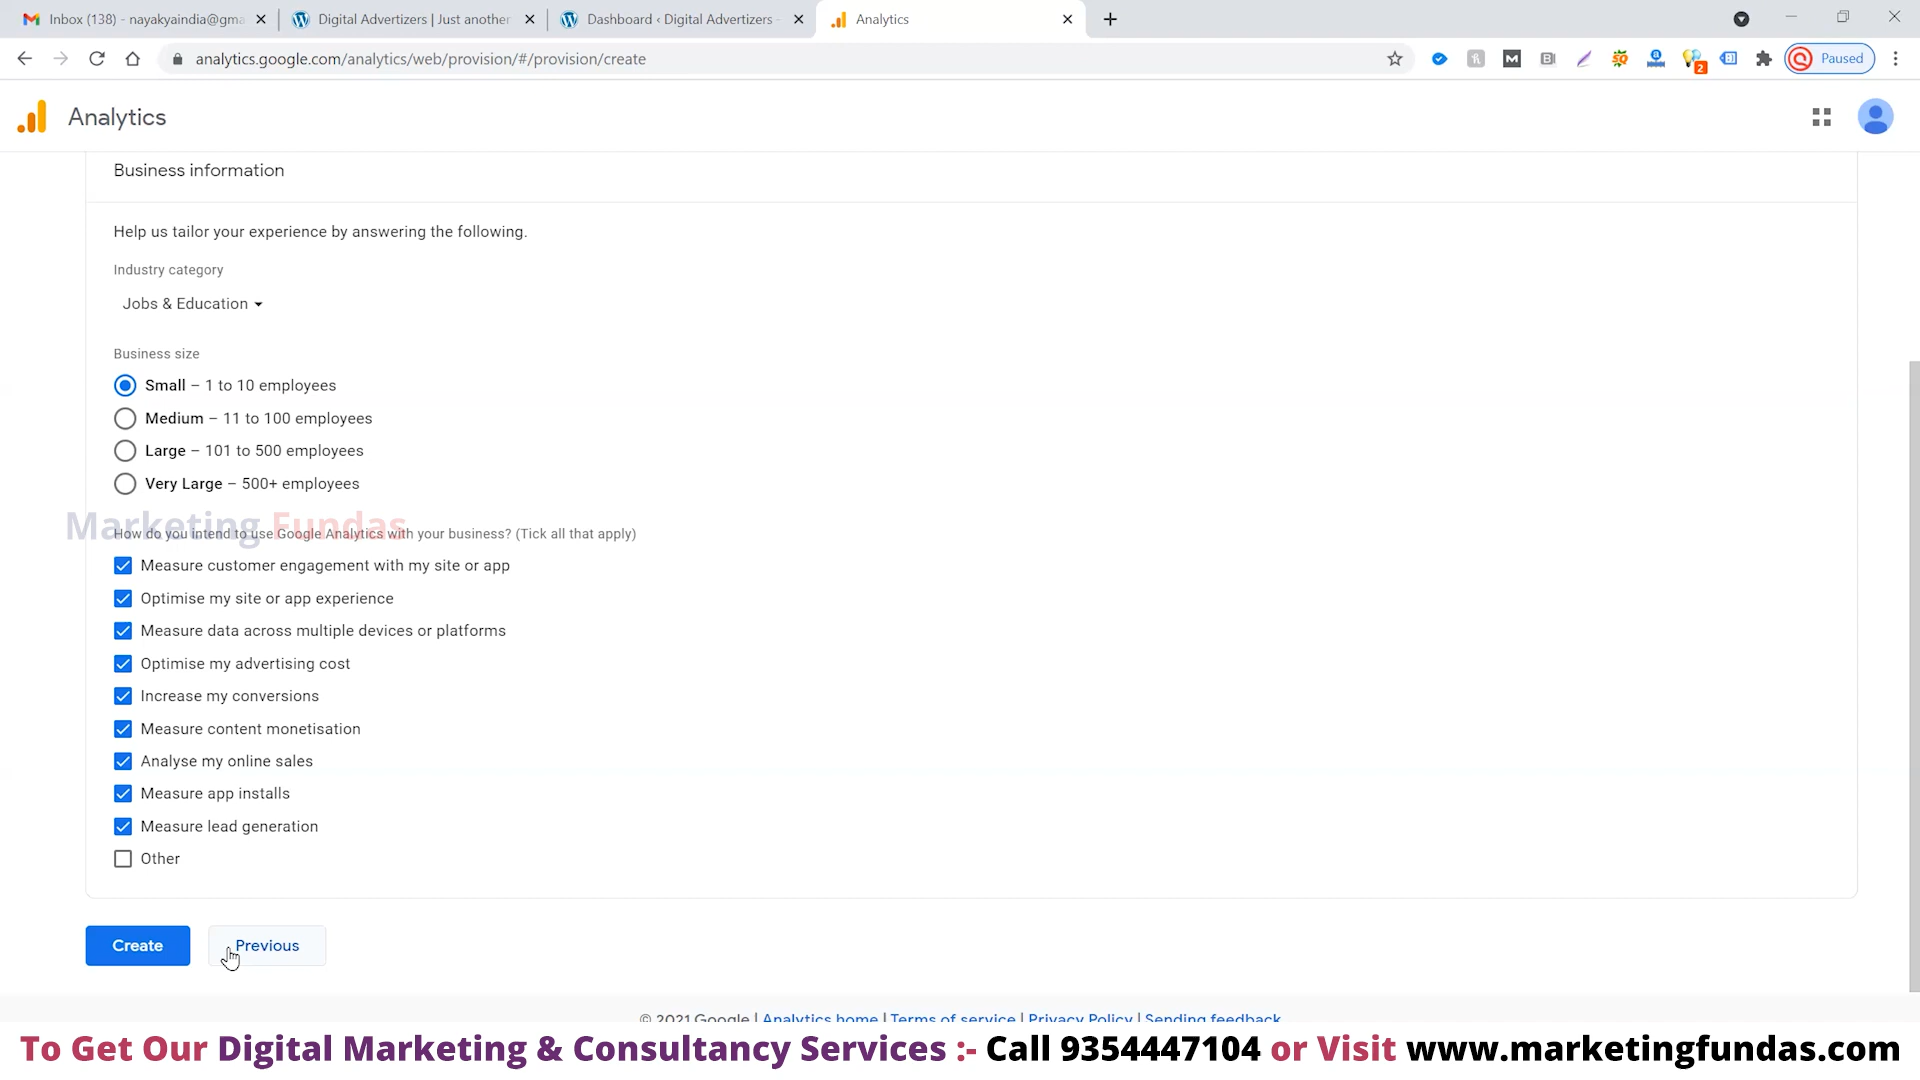 Inbox (138) - nayakyaindia@gma
Digital Advertizers | Just another
Dashboard ‹ Digital Advertizers -
Analytics
analytics.google.com/analytics/web/provision/#/provision/create
2
Paused
Analytics
Business information
Help us tailor your experience by answering the following.
Industry category
Jobs & Education
Business size
Small – 1 to 10 employees
Medium – 11 to 100 employees
Large – 101 to 500 employees
Very Large – 500+ employees
Marketing Fundas
How do you intend to use Google Analytics with your business? (Tick all that apply)
Measure customer engagement with my site or app
Optimise my site or app experience
Measure data across multiple devices or platforms
Optimise my advertising cost
Increase my conversions
Measure content monetisation
Analyse my online sales
Measure app installs
Measure lead generation
Other
Create
Previous
© 2021 Google | Analytics home | Terms of service | Privacy Policy | Sending feedback
To Get Our Digital Marketing & Consultancy Services :- Call 9354447104 or Visit www.marketingfundas.com